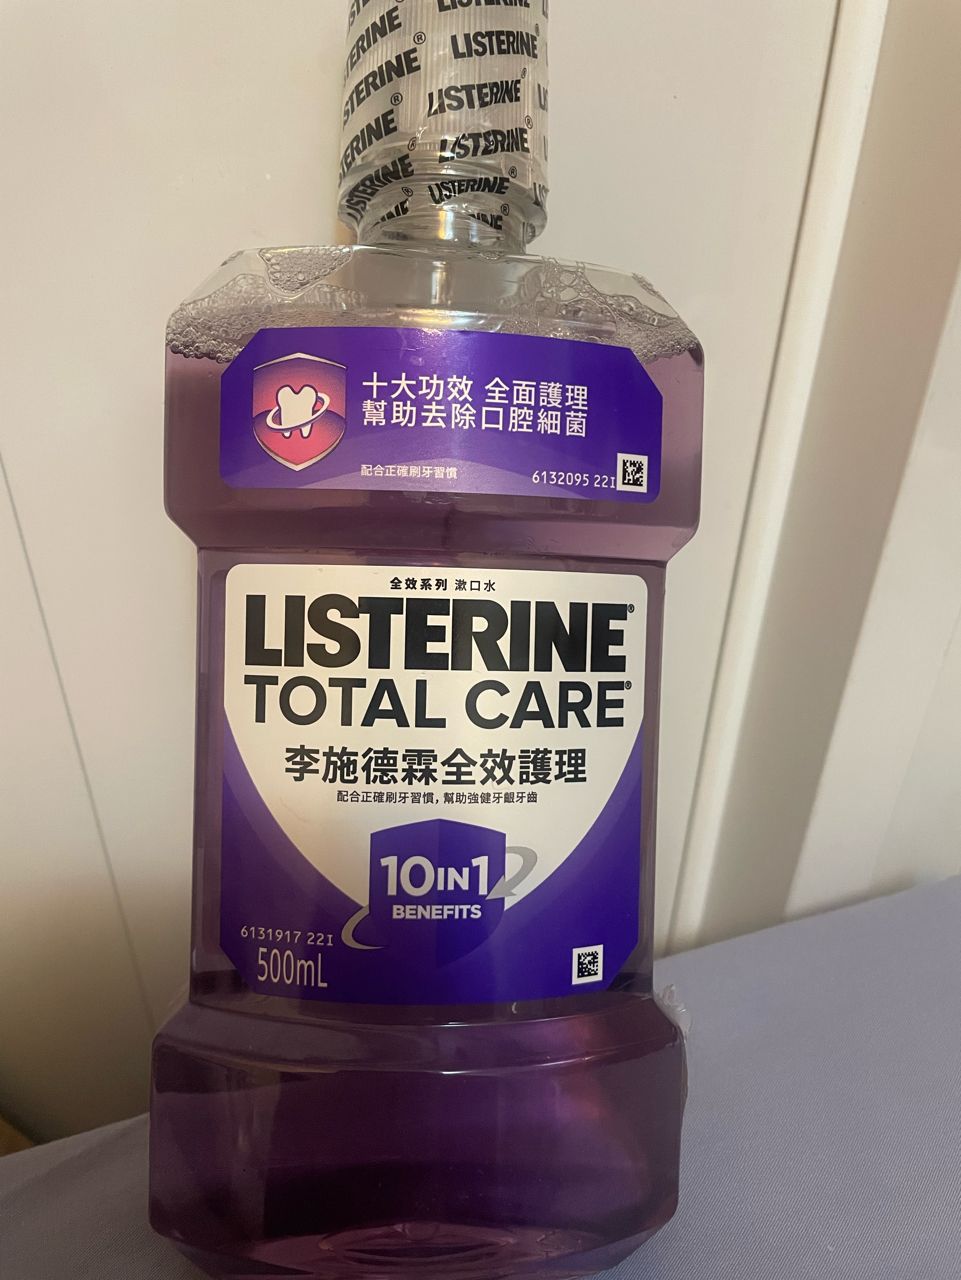 LISTERINE
LISTERINE
LISTERINE®
LISTERINE
LISTERINE®
LISTERINE®
LISTERINE®
十大功效 全面護理
幫助去除口腔細菌
配合正確刷牙習慣
6132095 22I
全效系列 漱口水
LISTERINE®
TOTAL CARE®
李施德霖全效護理
配合正確刷牙習慣，幫助強健牙齦牙齒
10IN1
BENEFITS
6131917 22I
500mL